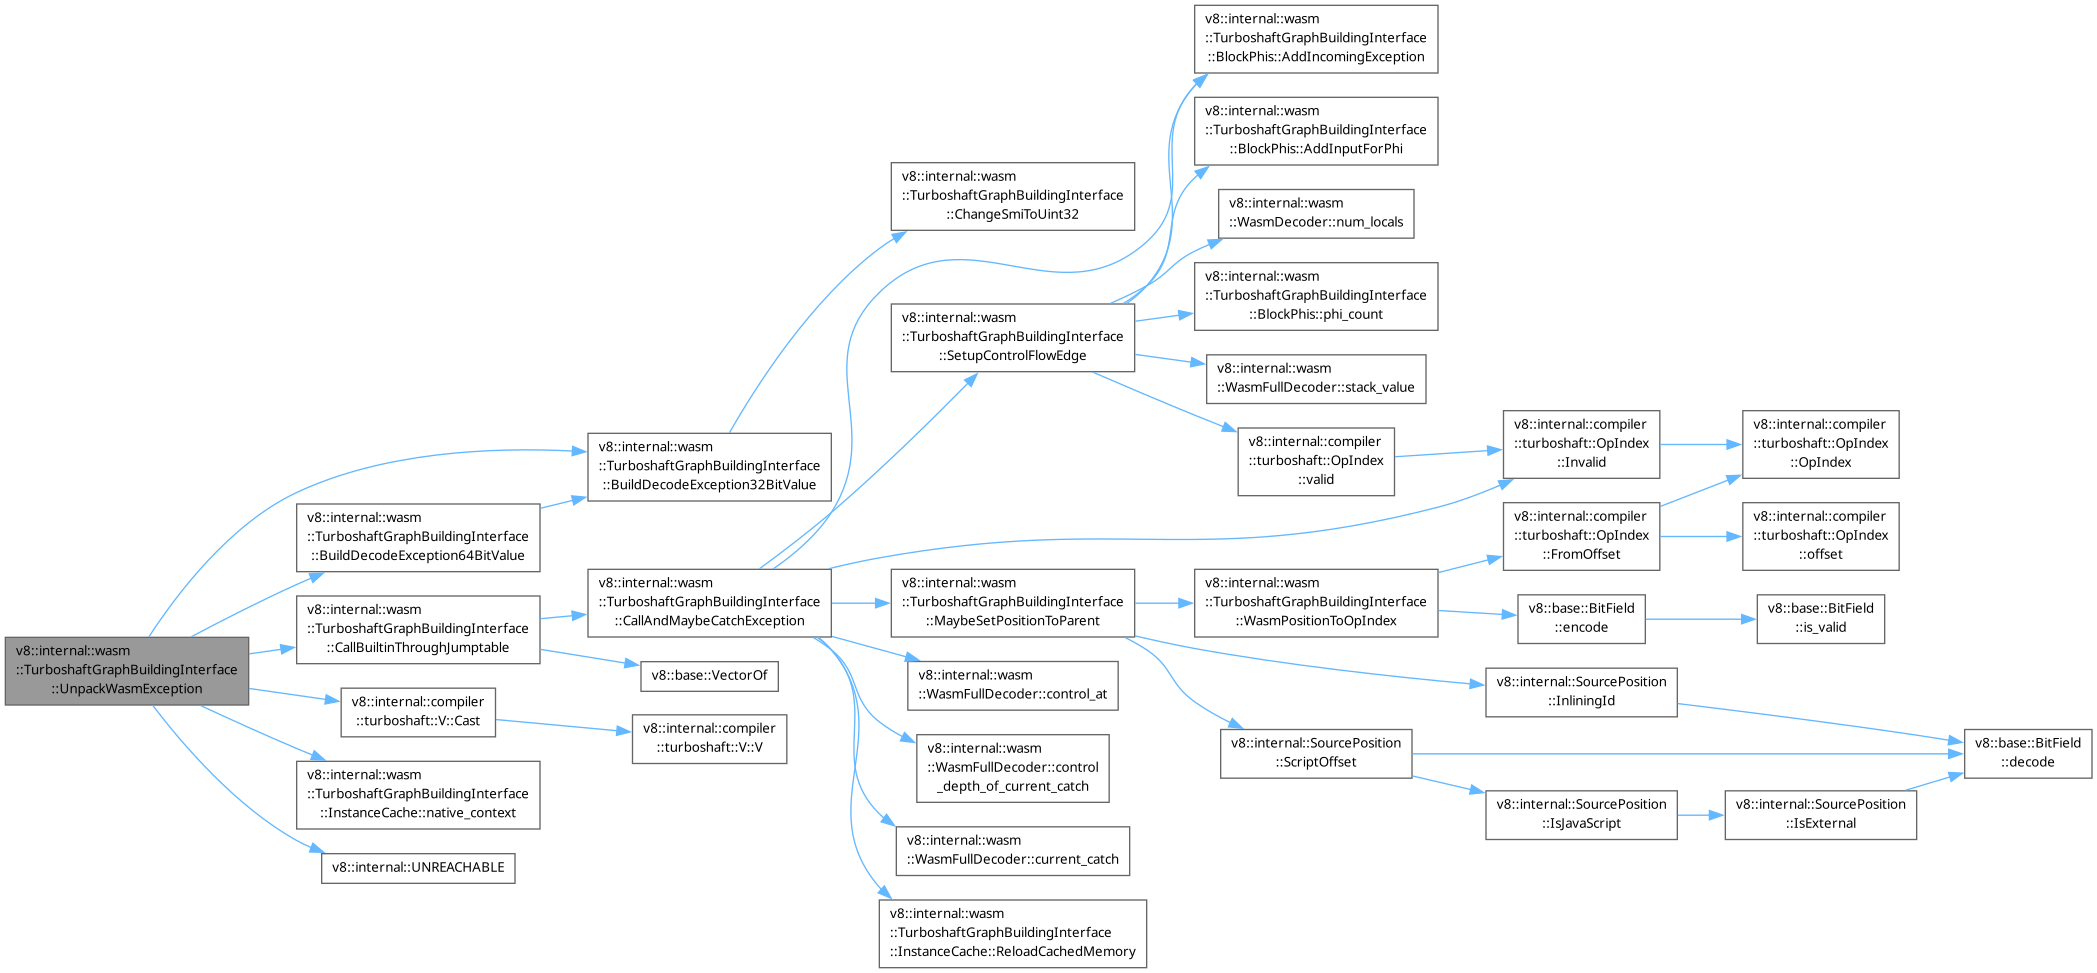 v8::internal::wasm
::TurboshaftGraphBuildingInterface
::UnpackWasmException
v8::internal::wasm
::TurboshaftGraphBuildingInterface
::BuildDecodeException64BitValue
v8::internal::wasm
::TurboshaftGraphBuildingInterface
::CallBuiltinThroughJumptable
v8::internal::compiler
::turboshaft::V::Cast
v8::internal::wasm
::TurboshaftGraphBuildingInterface
::InstanceCache::native_context
v8::internal::UNREACHABLE
v8::internal::wasm
::TurboshaftGraphBuildingInterface
::BuildDecodeException32BitValue
v8::internal::wasm
::TurboshaftGraphBuildingInterface
::CallAndMaybeCatchException
v8::base::VectorOf
v8::internal::compiler
::turboshaft::V::V
v8::internal::wasm
::TurboshaftGraphBuildingInterface
::ChangeSmiToUint32
v8::internal::wasm
::TurboshaftGraphBuildingInterface
::SetupControlFlowEdge
v8::internal::wasm
::TurboshaftGraphBuildingInterface
::MaybeSetPositionToParent
v8::internal::wasm
::WasmFullDecoder::control_at
v8::internal::wasm
::WasmFullDecoder::control
_depth_of_current_catch
v8::internal::wasm
::WasmFullDecoder::current_catch
v8::internal::wasm
::TurboshaftGraphBuildingInterface
::InstanceCache::ReloadCachedMemory
v8::internal::wasm
::TurboshaftGraphBuildingInterface
::BlockPhis::AddIncomingException
v8::internal::wasm
::TurboshaftGraphBuildingInterface
::BlockPhis::AddInputForPhi
v8::internal::wasm
::WasmDecoder::num_locals
v8::internal::wasm
::TurboshaftGraphBuildingInterface
::BlockPhis::phi_count
v8::internal::wasm
::WasmFullDecoder::stack_value
v8::internal::compiler
::turboshaft::OpIndex
::valid
v8::internal::wasm
::TurboshaftGraphBuildingInterface
::WasmPositionToOpIndex
v8::internal::SourcePosition
::ScriptOffset
v8::internal::compiler
::turboshaft::OpIndex
::Invalid
v8::internal::compiler
::turboshaft::OpIndex
::FromOffset
v8::base::BitField
::encode
v8::internal::SourcePosition
::InliningId
v8::internal::SourcePosition
::IsJavaScript
v8::internal::compiler
::turboshaft::OpIndex
::OpIndex
v8::internal::compiler
::turboshaft::OpIndex
::offset
v8::base::BitField
::is_valid
v8::internal::SourcePosition
::IsExternal
v8::base::BitField
::decode